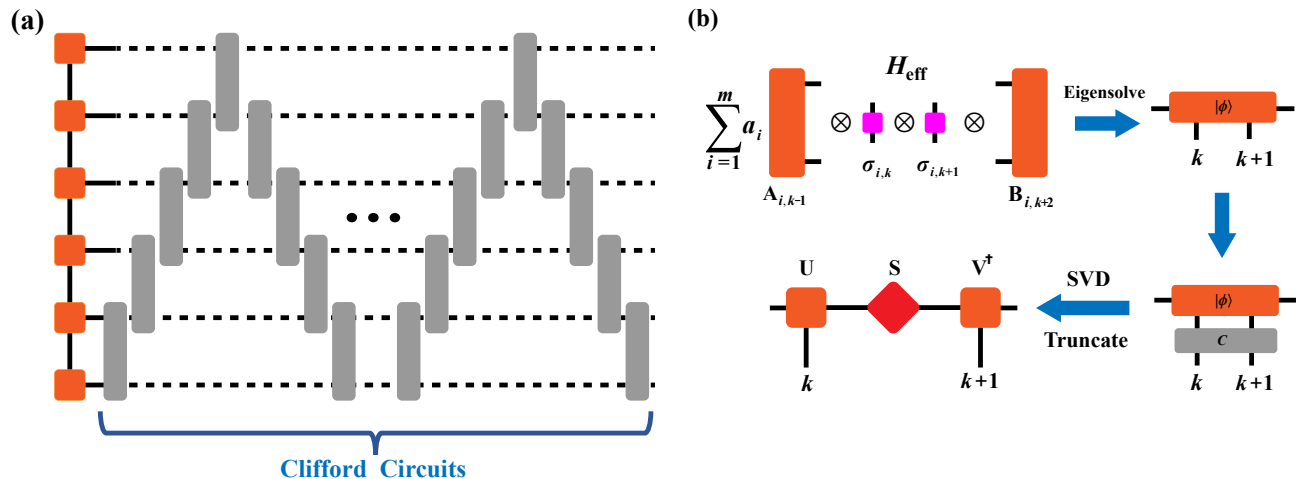 (a)
Clifford Circuits
(b)
H_eff
Eigensolve
∑_{i=1}^{m} a_i
⊗ ⊗ ⊗
σ_{i,k} σ_{i,k+1}
A_{i,k-1} B_{i,k+2}
|ϕ⟩
k k+1
|ϕ⟩
C
k k+1
SVD
Truncate
U S V†
k k+1